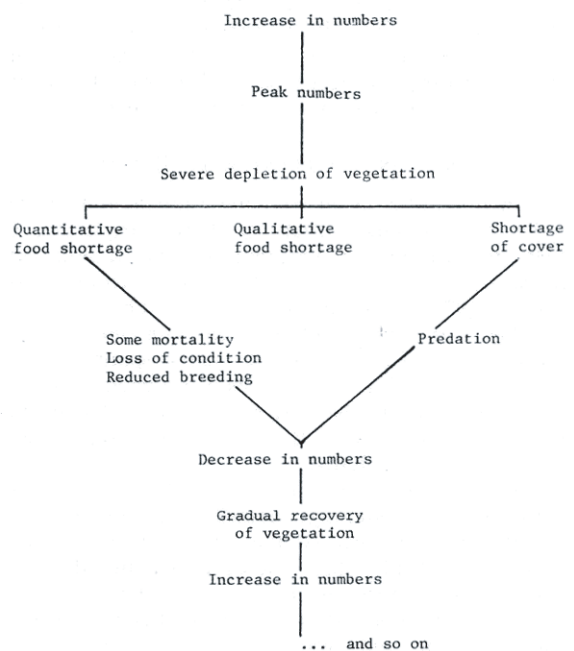 Increase in numbers
Peak numbers
Severe depletion of vegetation
Quantitative
food shortage
Qualitative
food shortage
Shortage
of cover
Some mortality
Loss of condition
Reduced breeding
Predation
Decrease in numbers
Gradual recovery
of vegetation
Increase in numbers
... and so on